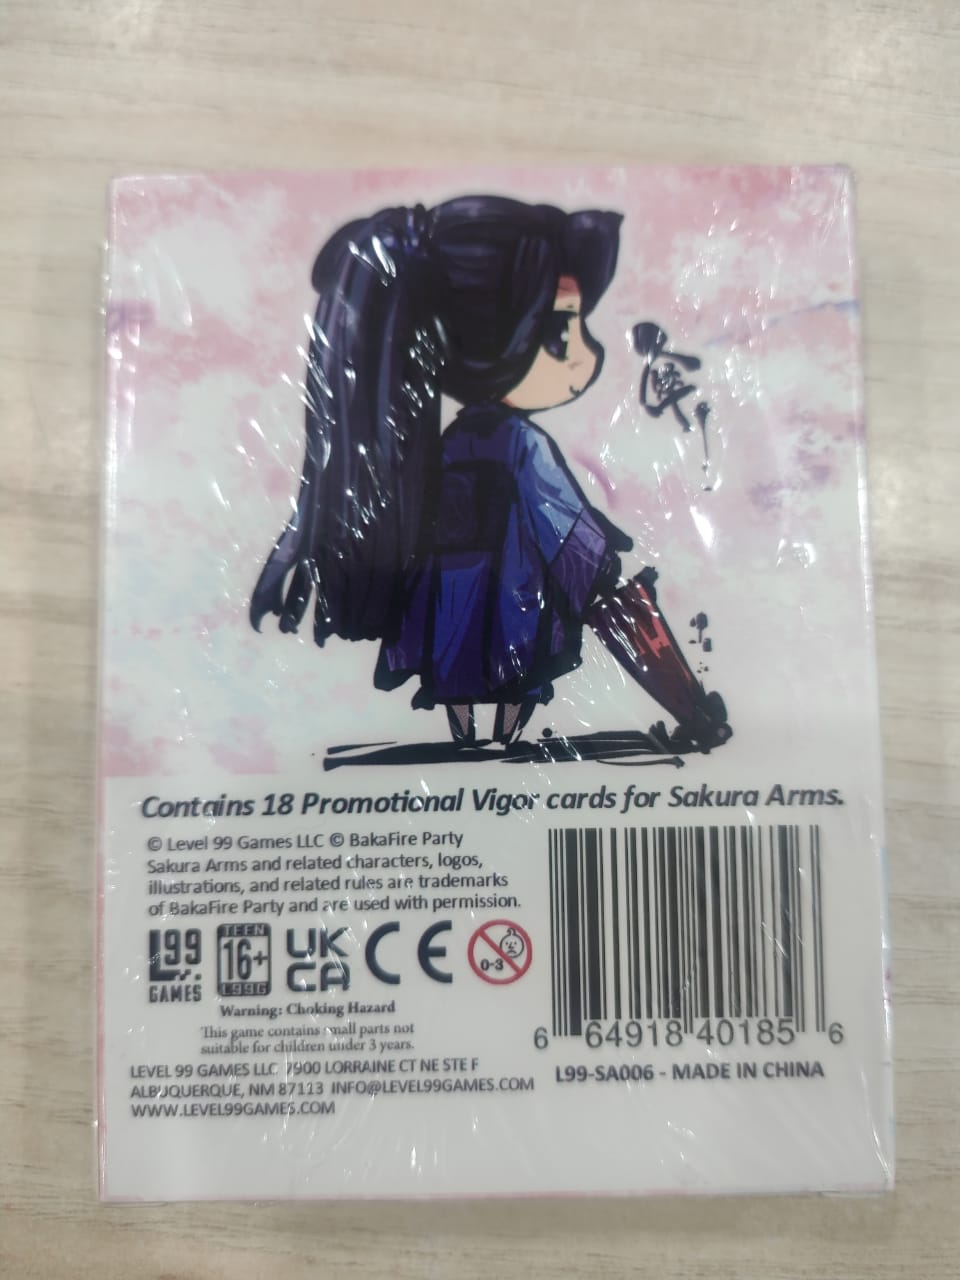 Contains 18 Promotional Vigor cards for Sakura Arms.
© Level 99 Games LLC © BakaFire Party
Sakura Arms and related characters, logos,
illustrations, and related rules are trademarks
of BakaFire Party and are used with permission.
L99
GAMES
TEEN
16+
L99G
UK
CA
CE
0-3
Warning: Choking Hazard
This game contains small parts not
suitable for children under 3 years.
LEVEL 99 GAMES LLC 7900 LORRAINE CT NE STE F
ALBUQUERQUE, NM 87113 INFO@LEVEL99GAMES.COM
WWW.LEVEL99GAMES.COM
6 64918 40185 6
L99-SA006 - MADE IN CHINA